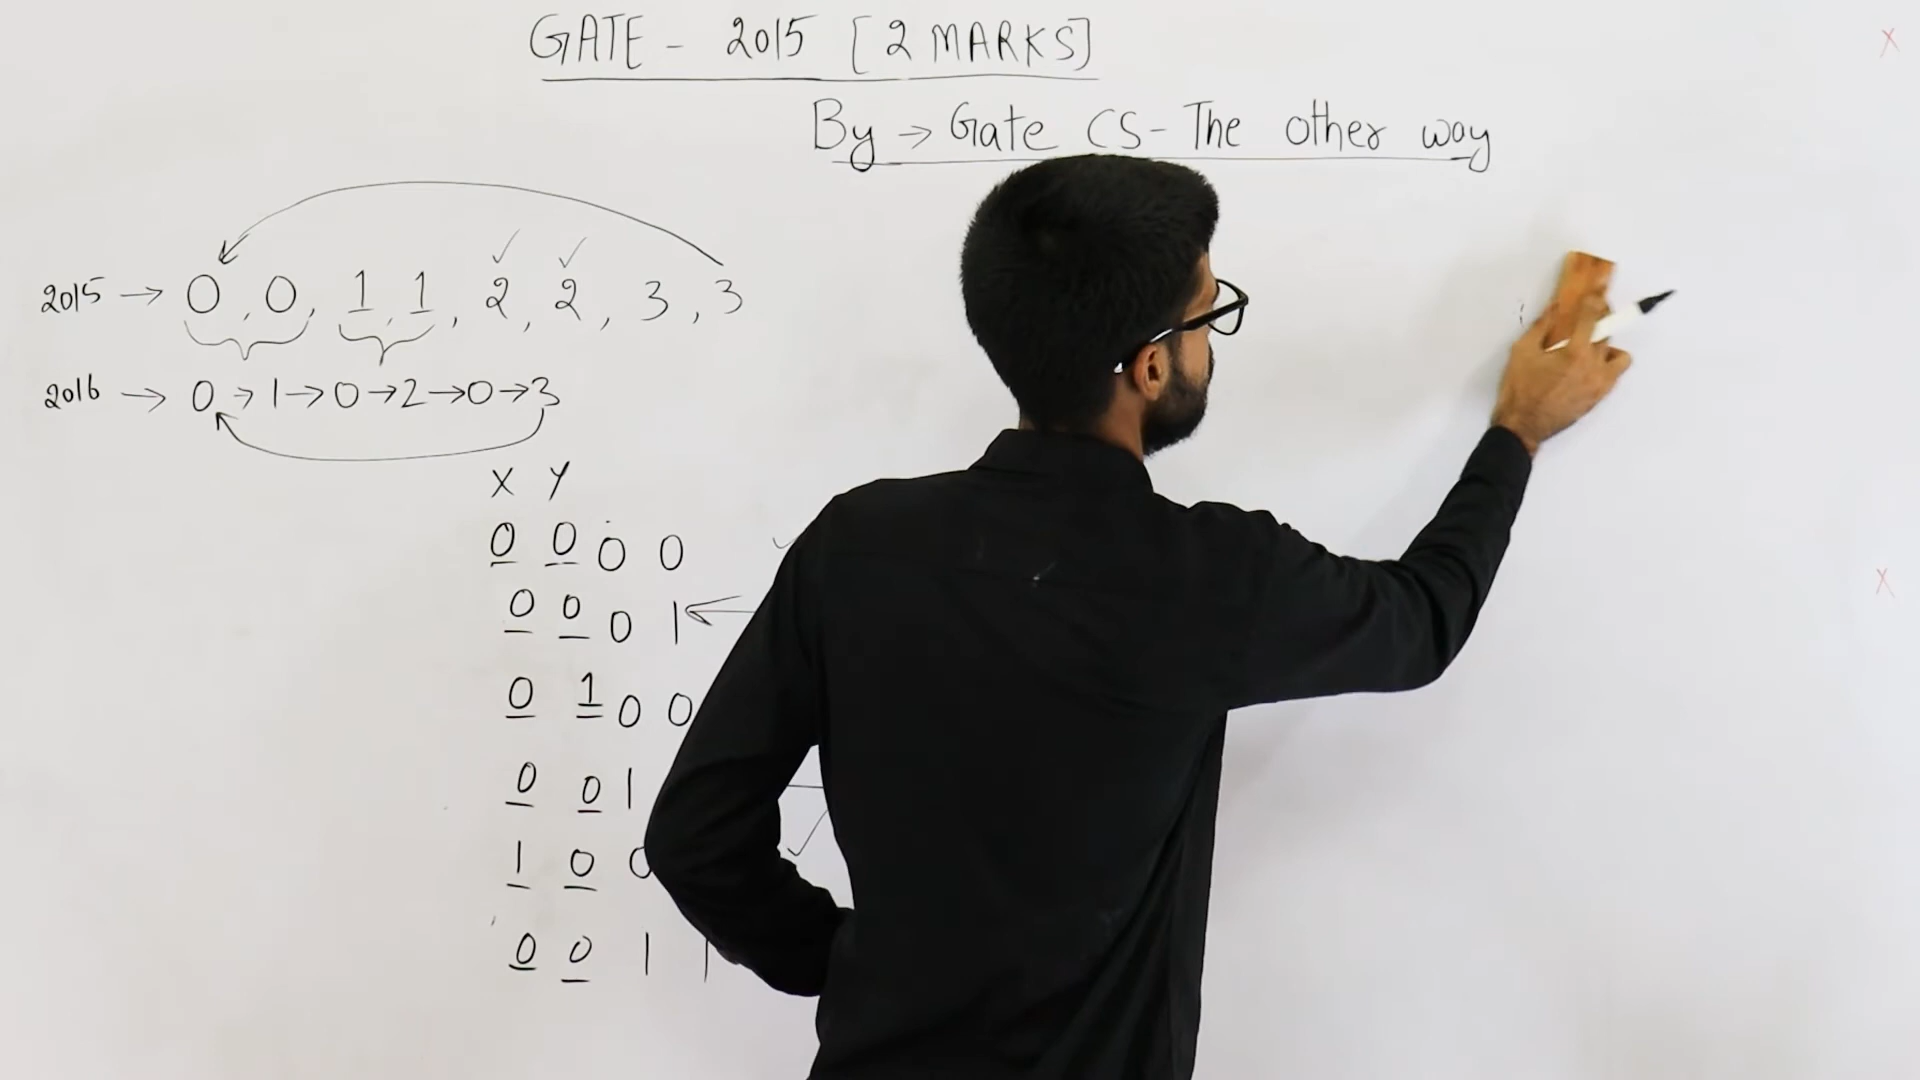 GATE - 2015 [2 MARKS]
By → Gate CS - The other way
2015 → 0, 0, 1, 1, 2, 2, 3, 3
2016 → 0 → 1 → 0 → 2 → 0 → 3
X Y
0 0 0 0
0 0 0 1
0 1 0 0
0 0 1
1 0 0
0 0 1 1
X
X